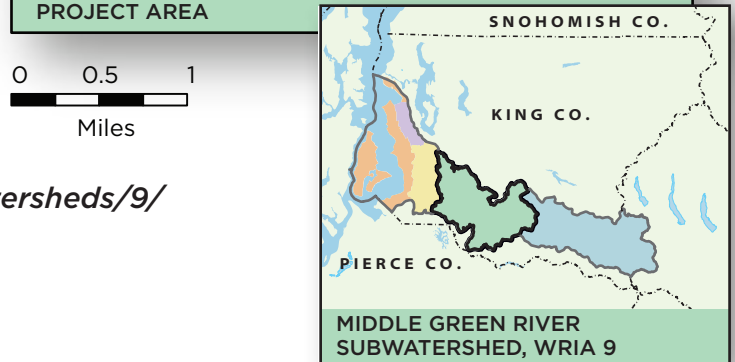 PROJECT AREA
0 0.5 1
Miles
ersheds/9/
SNOHOMISH CO.
KING CO.
PIERCE CO.
MIDDLE GREEN RIVER
SUBWATERSHED, WRIA 9